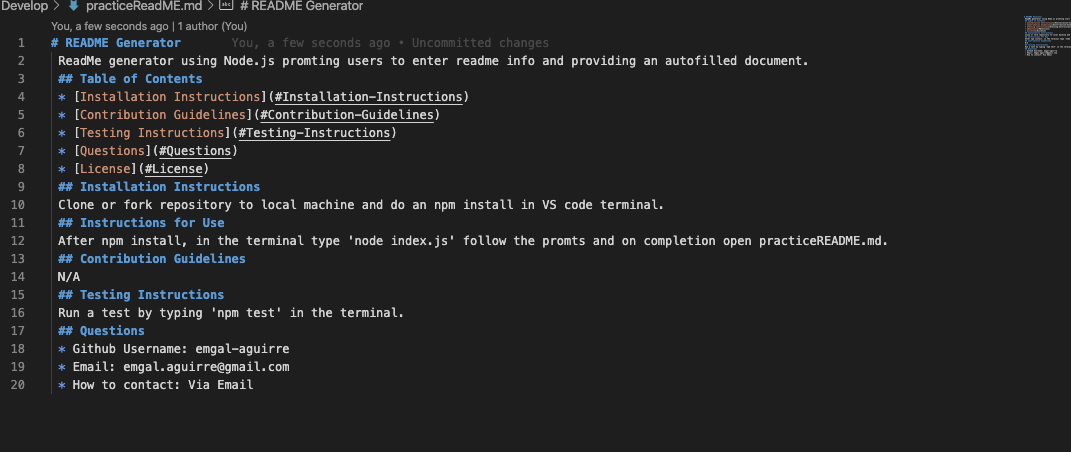 Develop > practiceReadME.md > # README Generator
You, a few seconds ago | 1 author (You)
1 # README Generator You, a few seconds ago • Uncommitted changes
2 ReadMe generator using Node.js promting users to enter readme info and providing an autofilled document.
3 ## Table of Contents
4 * [Installation Instructions](#Installation-Instructions)
5 * [Contribution Guidelines](#Contribution-Guidelines)
6 * [Testing Instructions](#Testing-Instructions)
7 * [Questions](#Questions)
8 * [License](#License)
9 ## Installation Instructions
10 Clone or fork repository to local machine and do an npm install in VS code terminal.
11 ## Instructions for Use
12 After npm install, in the terminal type 'node index.js' follow the promts and on completion open practiceREADME.md.
13 ## Contribution Guidelines
14 N/A
15 ## Testing Instructions
16 Run a test by typing 'npm test' in the terminal.
17 ## Questions
18 * Github Username: emgal-aguirre
19 * Email: emgal.aguirre@gmail.com
20 * How to contact: Via Email